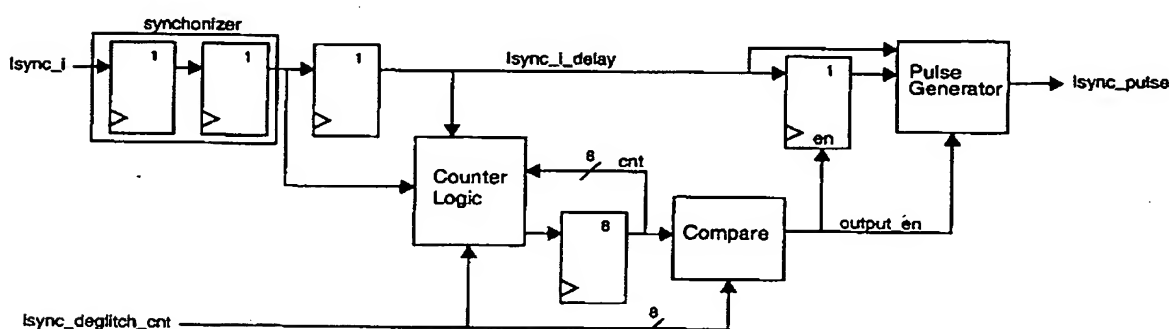 synchonizer
lsync_i
1
1
1
lsync_i_delay
1
en
Pulse
Generator
lsync_pulse
Counter
Logic
8
cnt
8
Compare
output_en
lsync_deglitch_cnt
8